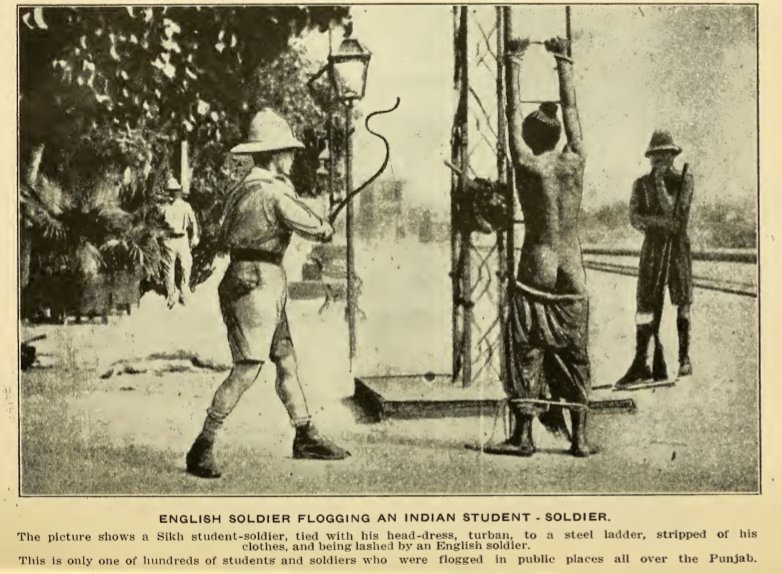 ENGLISH SOLDIER FLOGGING AN INDIAN STUDENT - SOLDIER.
The picture shows a Sikh student-soldier, tied with his head-dress, turban, to a steel ladder, stripped of his
clothes, and being lashed by an English soldier.
This is only one of hundreds of students and soldiers who were flogged in public places all over the Punjab.